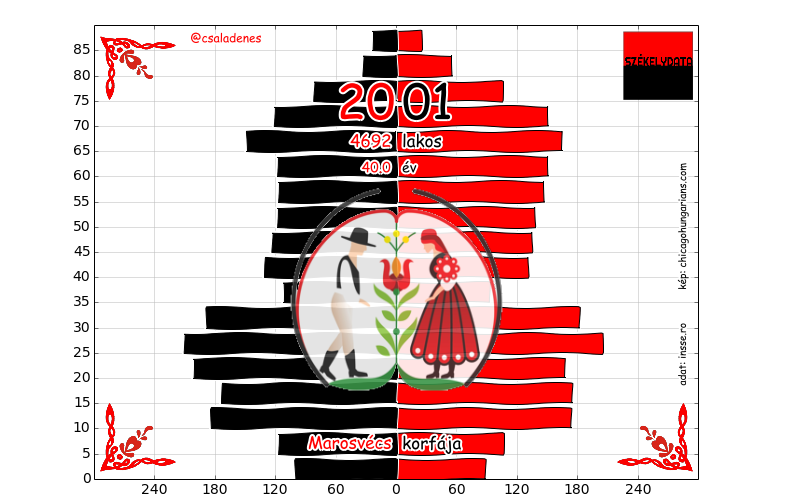 @csaladenes
SZÉKELYDATA
2001
4692 lakos
40.0 év
kép: chicagohungarians.com
adat: insse.ro
Marosvécs korfája
85
80
75
70
65
60
55
50
45
40
35
30
25
20
15
10
5
0
240 180 120 60 0 60 120 180 240